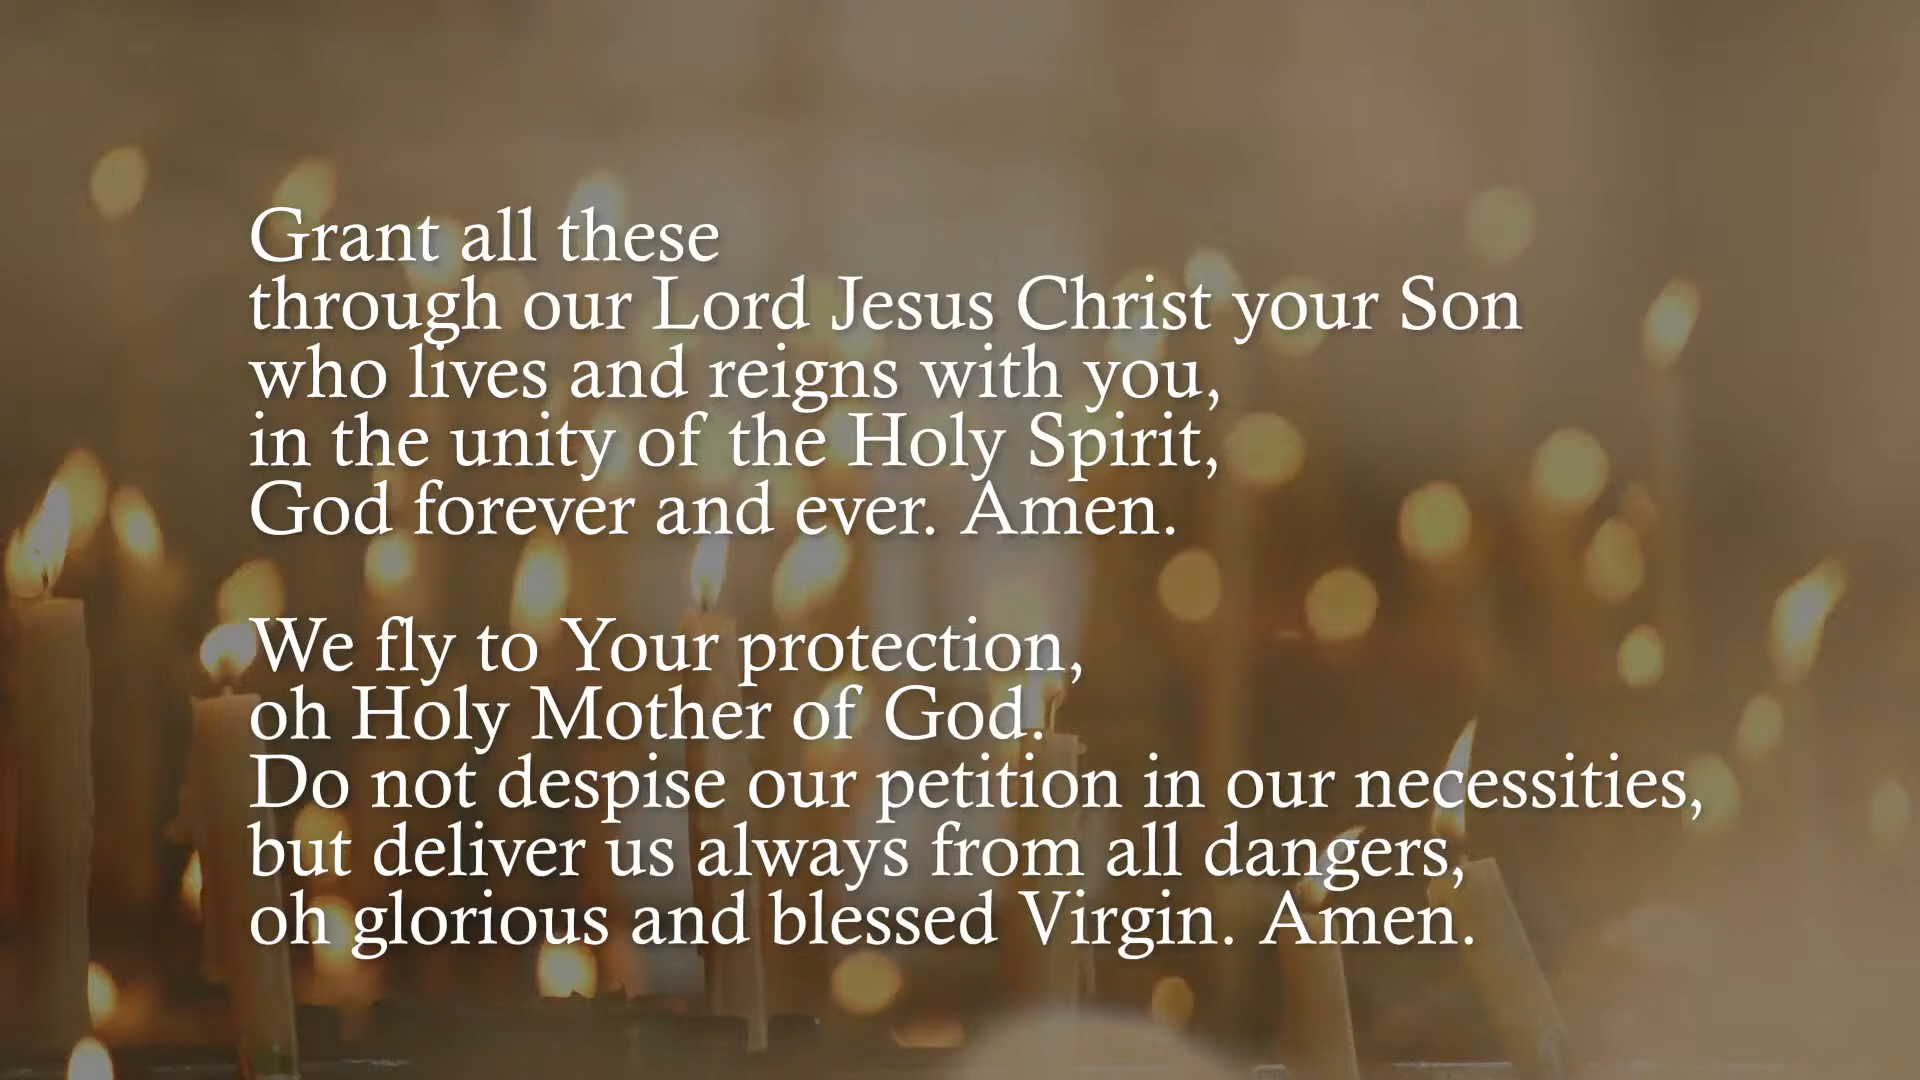 Grant all these
through our Lord Jesus Christ your Son
who lives and reigns with you,
in the unity of the Holy Spirit,
God forever and ever. Amen.
We fly to Your protection,
oh Holy Mother of God.
Do not despise our petition in our necessities,
but deliver us always from all dangers,
oh glorious and blessed Virgin. Amen.